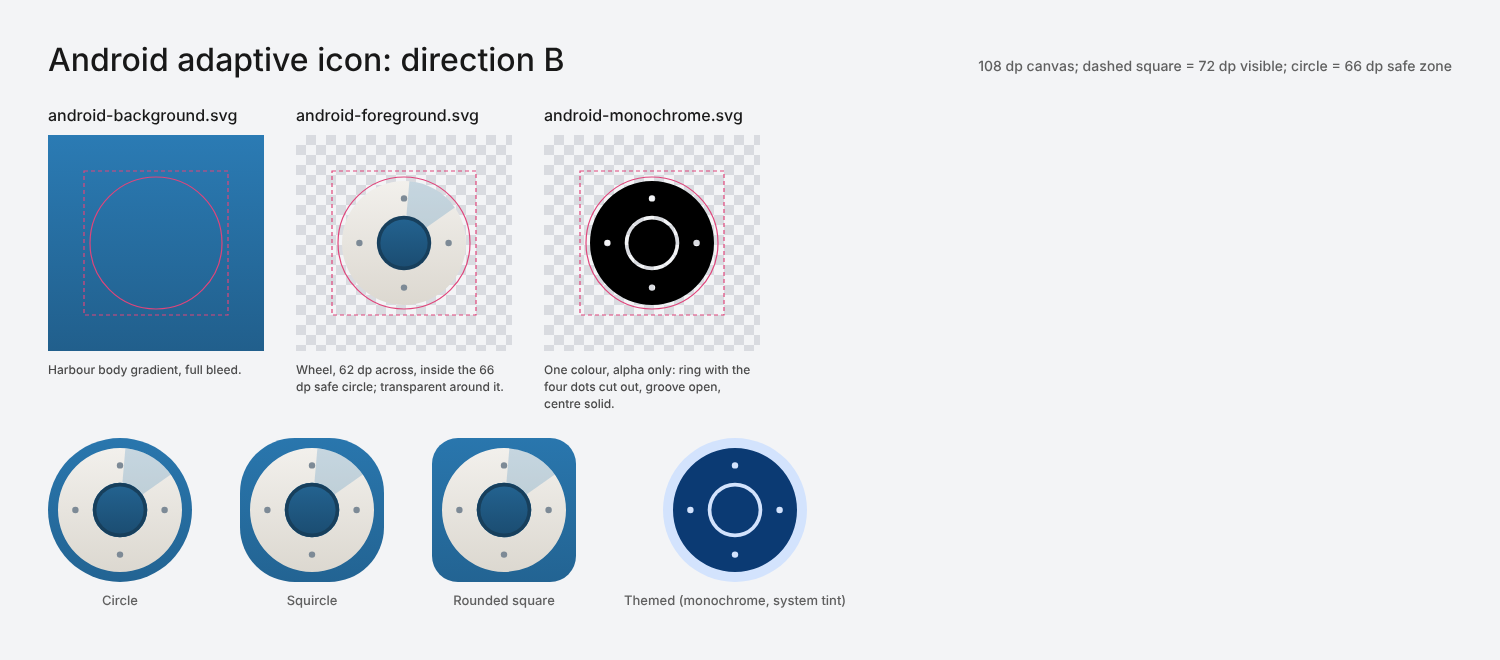 Android adaptive icon: direction B
108 dp canvas; dashed square = 72 dp visible; circle = 66 dp safe zone
android-background.svg
android-foreground.svg
android-monochrome.svg
Harbour body gradient, full bleed.
Wheel, 62 dp across, inside the 66
dp safe circle; transparent around it.
One colour, alpha only: ring with the
four dots cut out, groove open,
centre solid.
Circle
Squircle
Rounded square
Themed (monochrome, system tint)